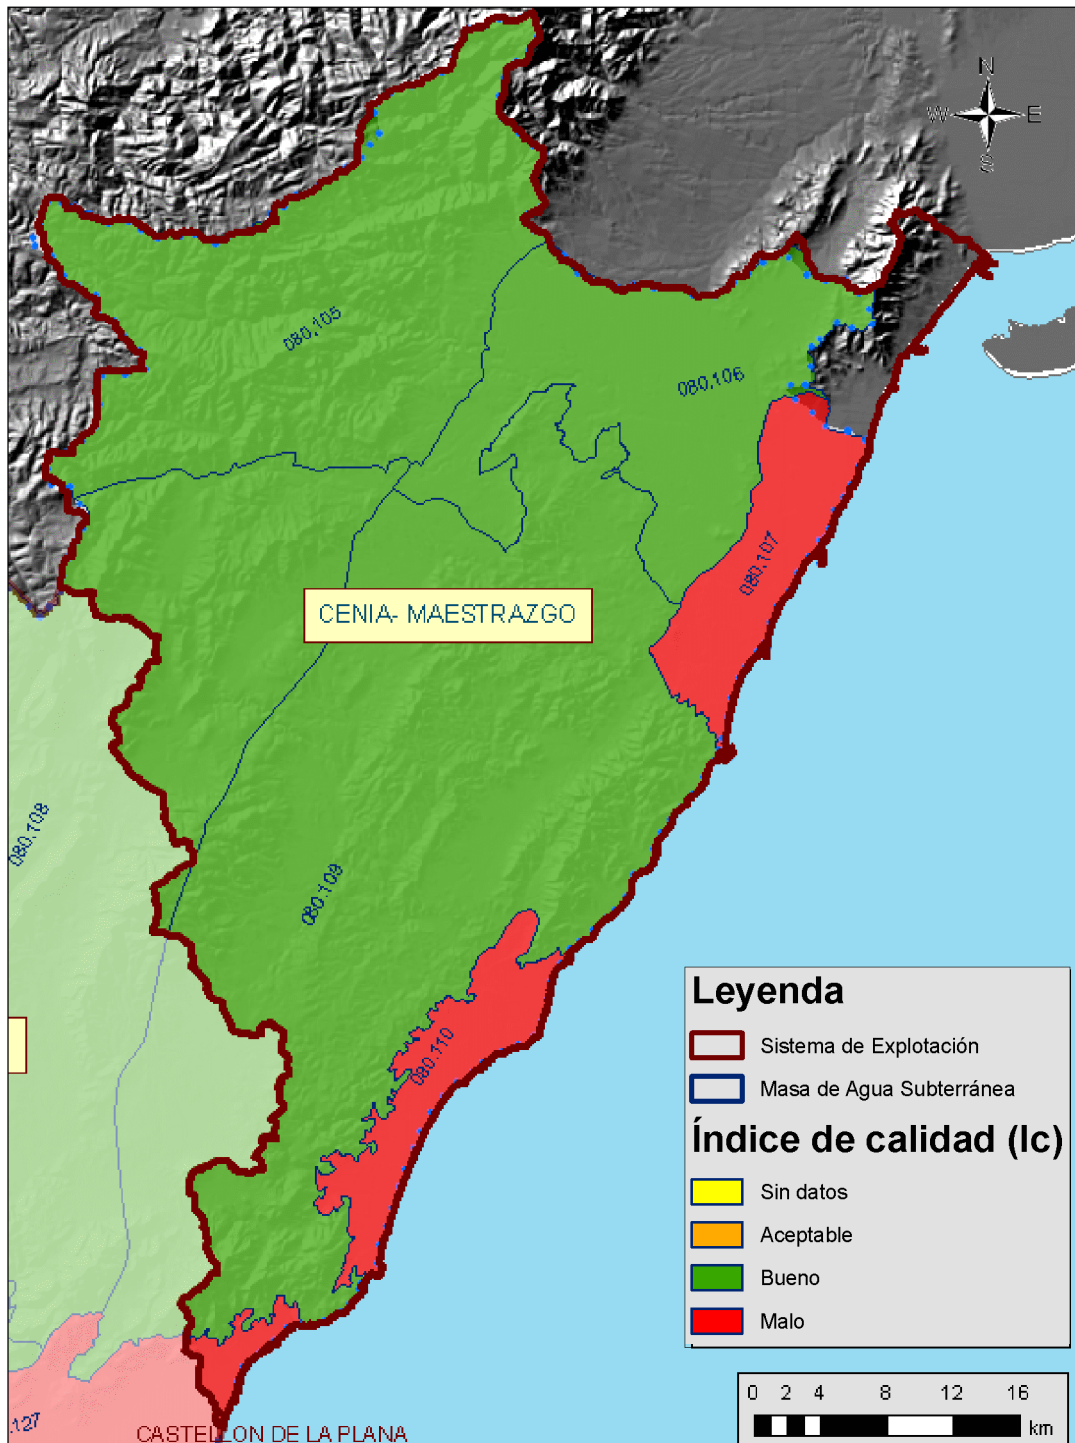 N
W E
S
080.105
080.106
080.107
CENIA- MAESTRAZGO
080.108
080.109
080.110
Leyenda
Sistema de Explotación
Masa de Agua Subterránea
Índice de calidad (Ic)
Sin datos
Aceptable
Bueno
Malo
0 2 4 8 12 16
km
.127
CASTELLON DE LA PLANA